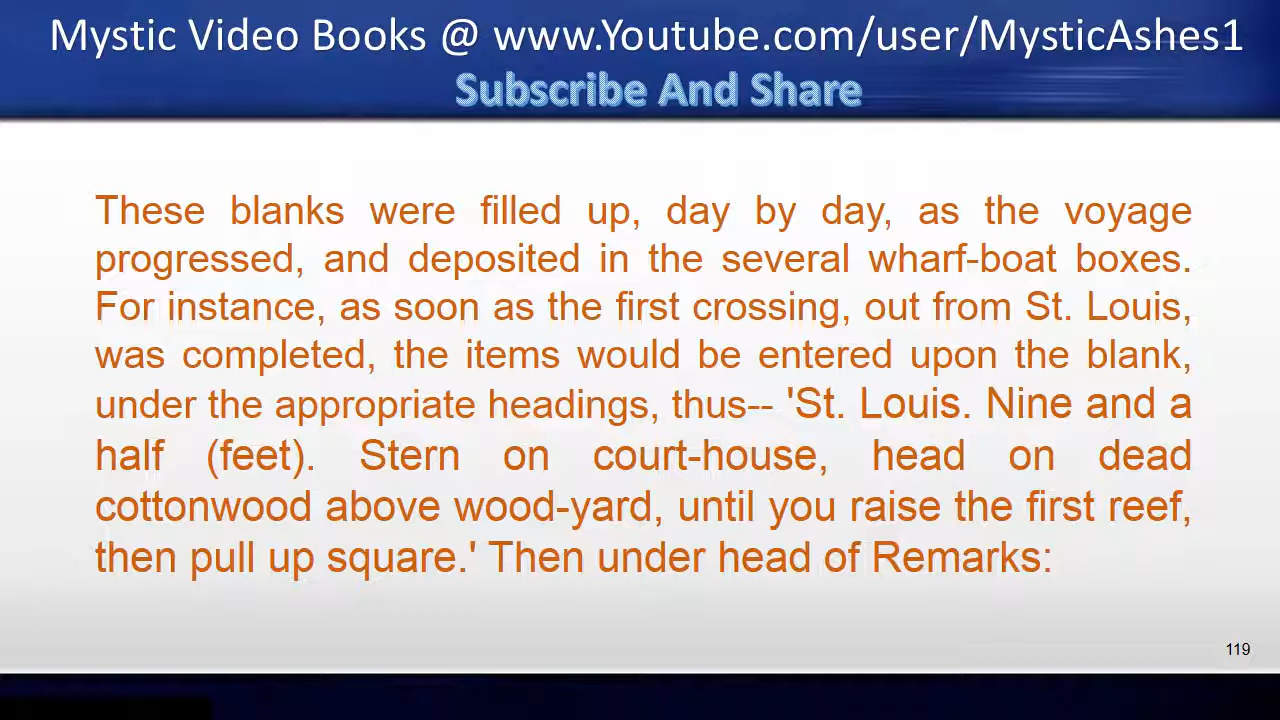 Mystic Video Books @ www.Youtube.com/user/MysticAshes1
Subscribe And Share
These blanks were filled up, day by day, as the voyage
progressed, and deposited in the several wharf-boat boxes.
For instance, as soon as the first crossing, out from St. Louis,
was completed, the items would be entered upon the blank,
under the appropriate headings, thus-- 'St. Louis. Nine and a
half (feet). Stern on court-house, head on dead
cottonwood above wood-yard, until you raise the first reef,
then pull up square.' Then under head of Remarks:
119